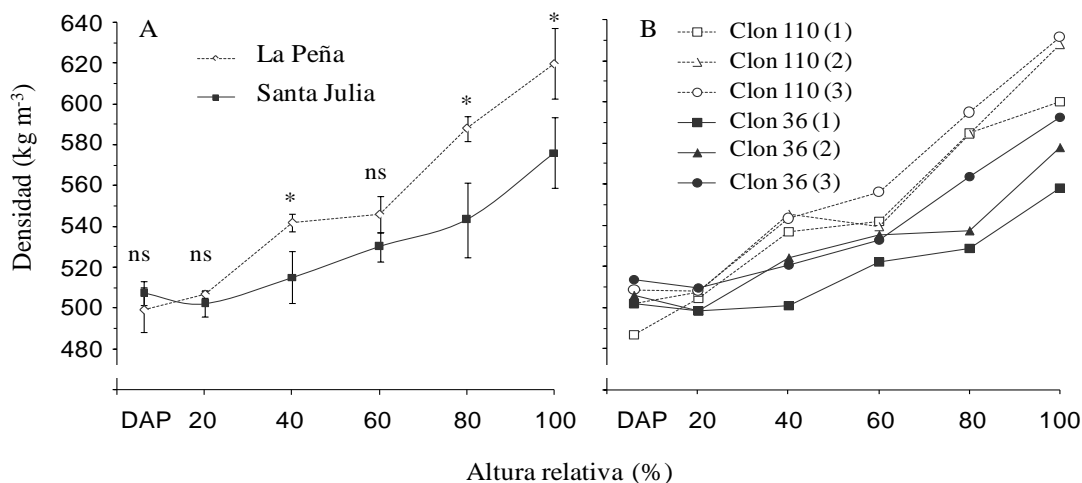 A
La Peña
Santa Julia
ns
ns
*
ns
*
*
640
620
600
580
560
540
520
500
480
Densidad (kg m-3)
DAP 20 40 60 80 100
B
Clon 110 (1)
Clon 110 (2)
Clon 110 (3)
Clon 36 (1)
Clon 36 (2)
Clon 36 (3)
DAP 20 40 60 80 100
Altura relativa (%)